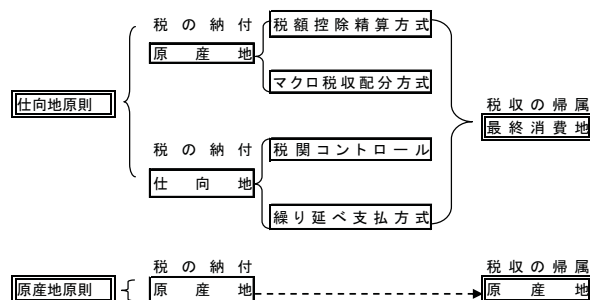 税の納付
原産地
税額控除精算方式
マクロ税収配分方式
仕向地原則
税収の帰属
最終消費地
税の納付
仕向地
税関コントロール
繰り延べ支払方式
税の納付
税収の帰属
原産地原則
原産地
原産地